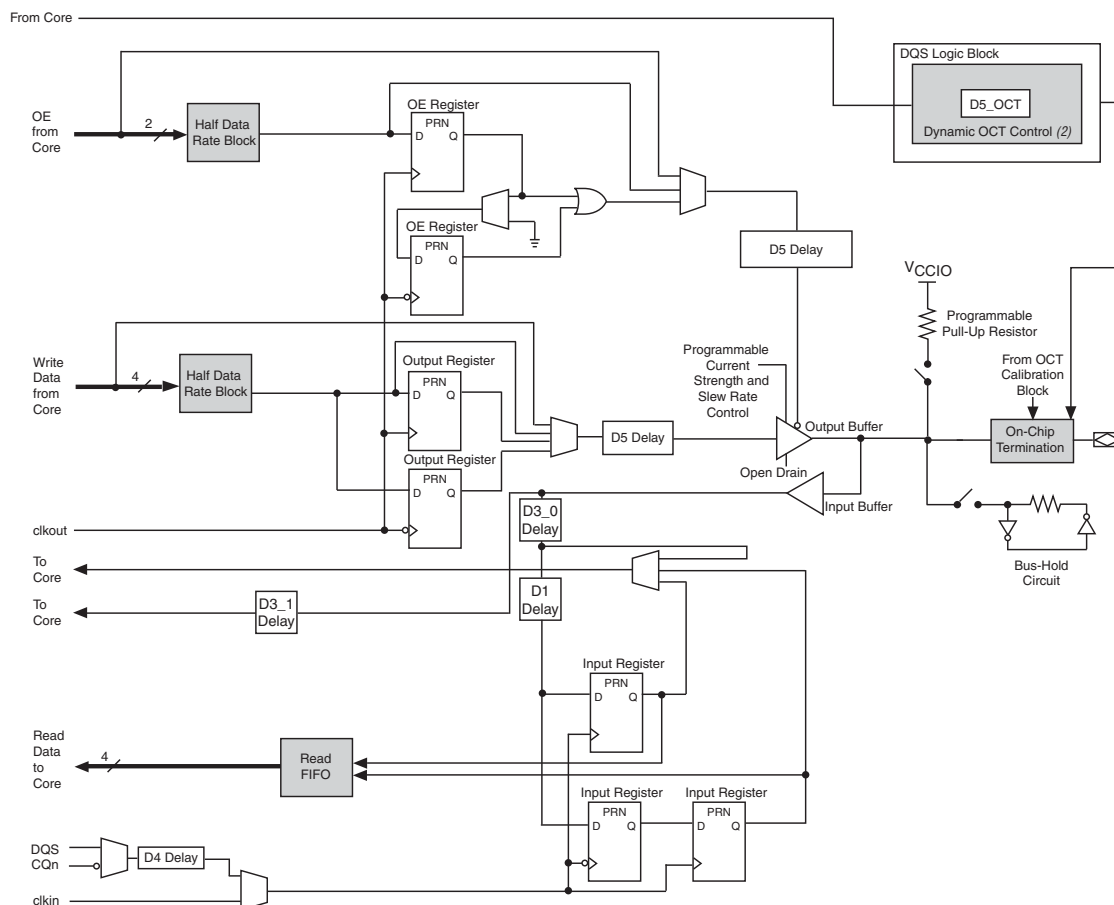 From Core
DQS Logic Block
D5_OCT
Dynamic OCT Control (2)
OE
from
Core
2
Half Data
Rate Block
OE Register
PRN
D Q
OE Register
PRN
D Q
D5 Delay
VCCIO
Programmable
Pull-Up Resistor
Write
Data
from
Core
4
Half Data
Rate Block
Output Register
PRN
D Q
Output Register
PRN
D Q
D5 Delay
Programmable
Current
Strength and
Slew Rate
Control
Output Buffer
Open Drain
Input Buffer
From OCT
Calibration
Block
On-Chip
Termination
Bus-Hold
Circuit
clkout
To
Core
To
Core
D3_0
Delay
D1
Delay
D3_1
Delay
Input Register
PRN
D Q
Read
Data
to
Core
4
Read
FIFO
Input Register
PRN
D Q
Input Register
PRN
D Q
DQS
CQn
D4 Delay
clkin